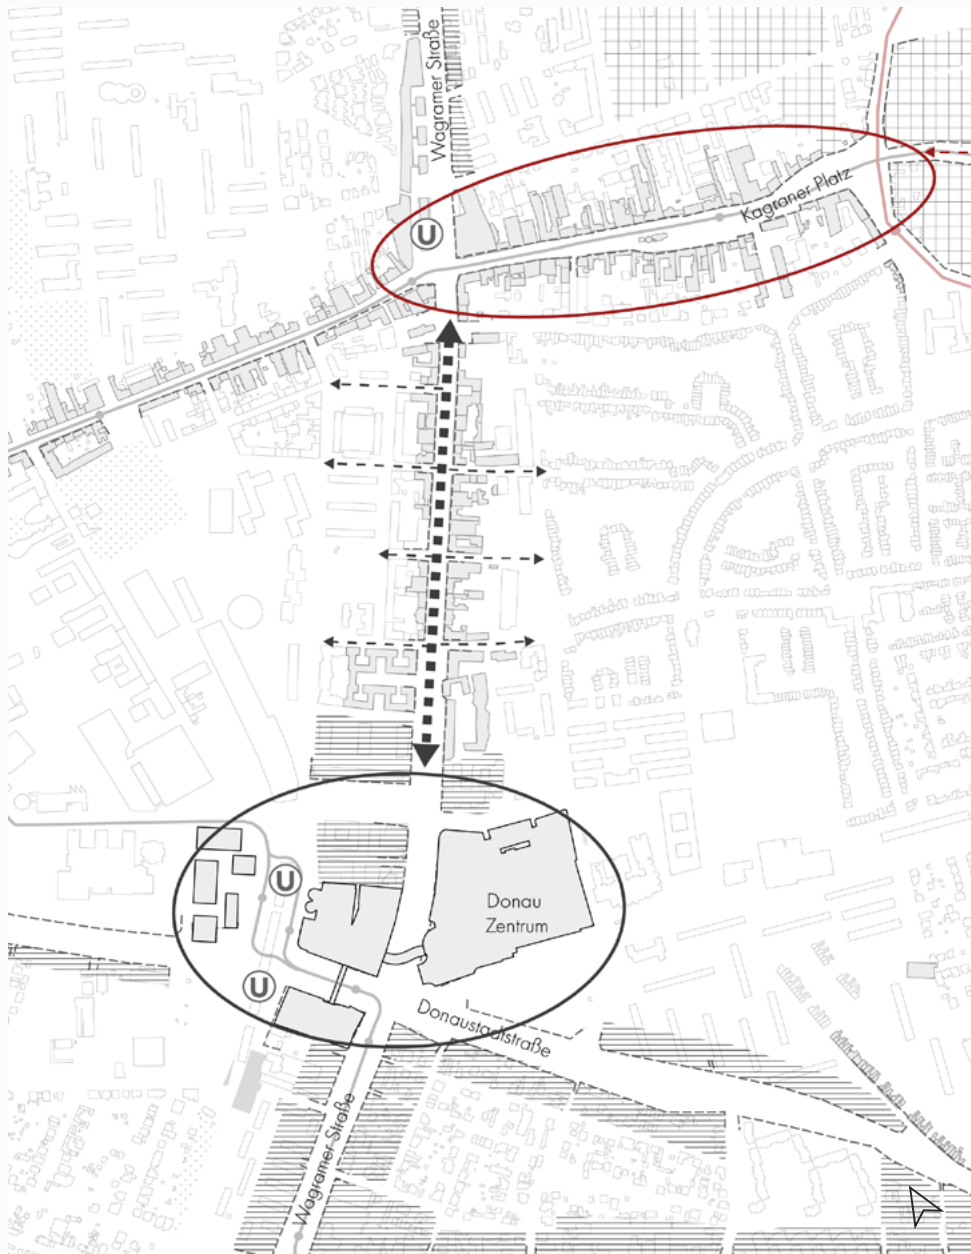 Wagramer Straße
Kagraner Platz
U
Donau
Zentrum
U
U
Donaustadtstraße
Wagramer Straße